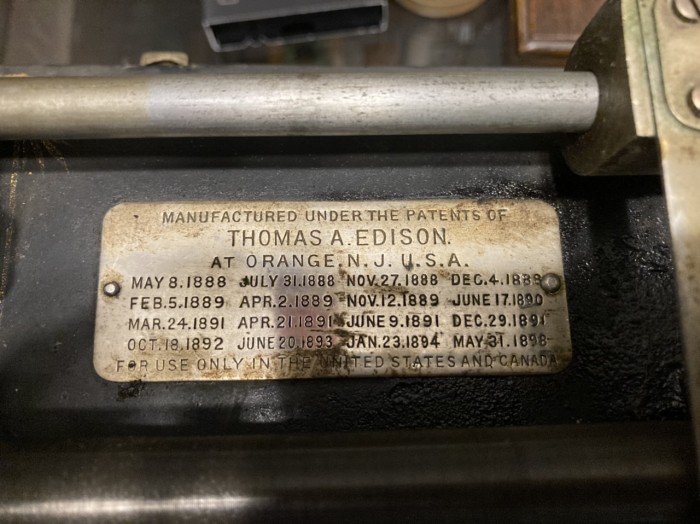 MANUFACTURED UNDER THE PATENTS OF
THOMAS A. EDISON.
AT ORANGE, N. J. U. S. A.
MAY 8.1888 JULY 31.1888 NOV. 27.1888 DEC. 4.1888
FEB. 5.1889 APR. 2.1889 NOV. 12.1889 JUNE 17.1890
MAR. 24.1891 APR. 21.1891 JUNE 9.1891 DEC. 29.1891
OCT. 18.1892 JUNE 20.1893 JAN. 23.1894 MAY. 31.1898
FOR USE ONLY IN THE UNITED STATES AND CANADA